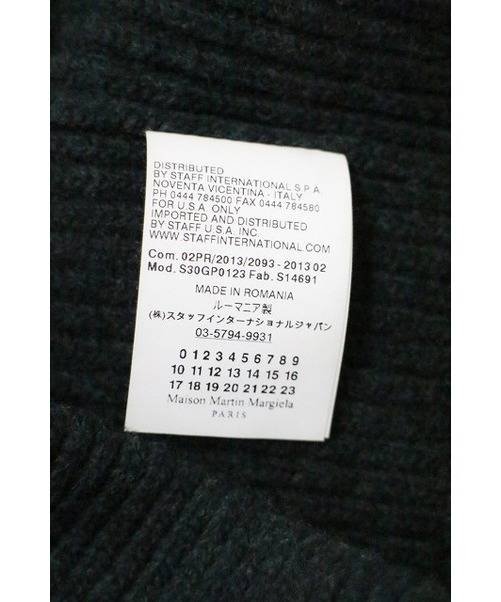 DISTRIBUTED
BY STAFF INTERNATIONAL S.P.A.
NOVENTA VICENTINA - ITALY
PH 0444 784500 FAX 0444 784580
FOR U.S.A. ONLY
IMPORTED AND DISTRIBUTED
BY STAFF U.S.A. INC.
WWW.STAFFINTERNATIONAL.COM
Com. 02PR/2013/2093 - 2013 02
Mod. S30GP0123 Fab. S14691
MADE IN ROMANIA
ルーマニア製
(株)スタッフインターナショナルジャパン
03-5794-9931
0 1 2 3 4 5 6 7 8 9
10 11 12 13 14 15 16
17 18 19 20 21 22 23
Maison Martin Margiela
PARIS